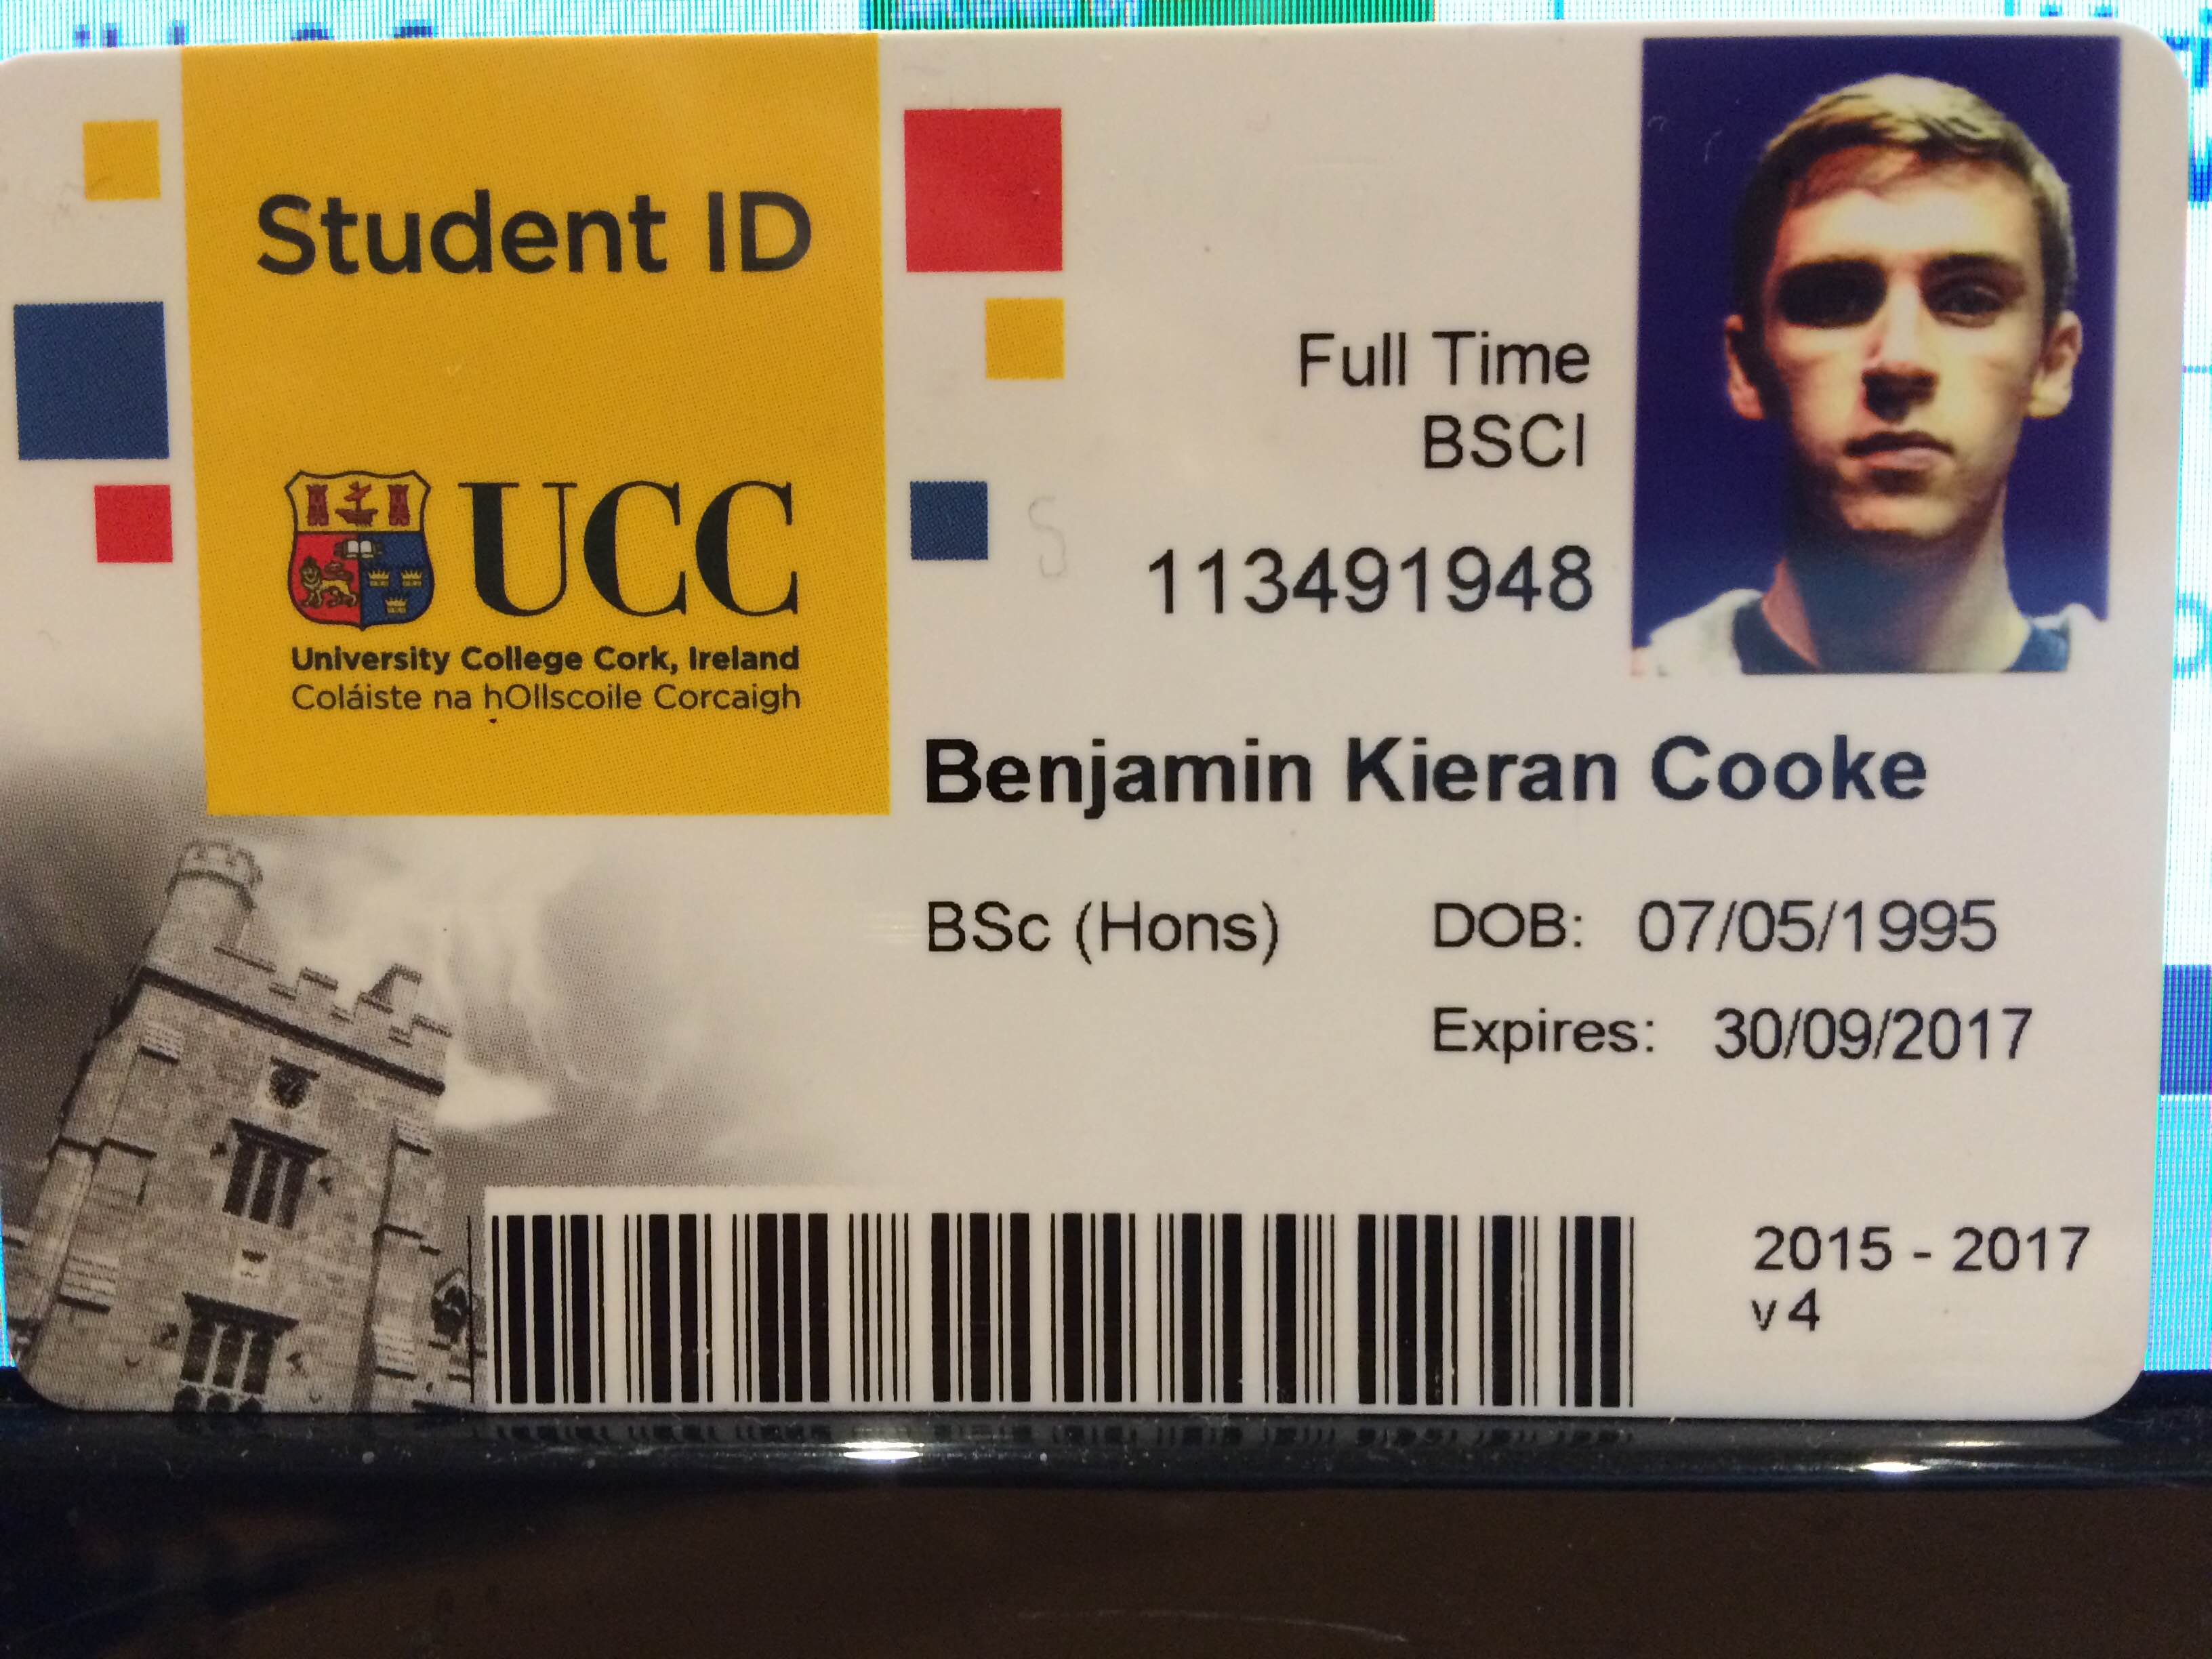 Student ID
UCC
University College Cork, Ireland
Coláiste na hOllscoile Corcaigh
Full Time
BSCI
113491948
Benjamin Kieran Cooke
BSc (Hons) DOB: 07/05/1995
Expires: 30/09/2017
2015 - 2017
v 4